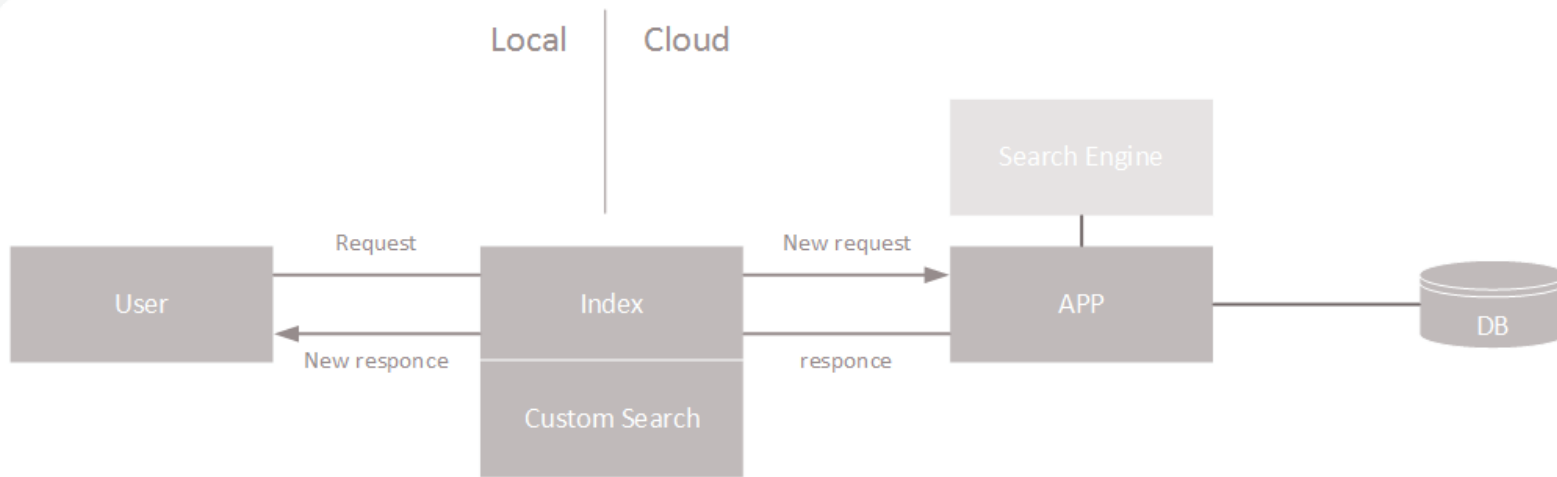 Local
Cloud
Search Engine
Request
New request
User
Index
APP
DB
New responce
responce
Custom Search